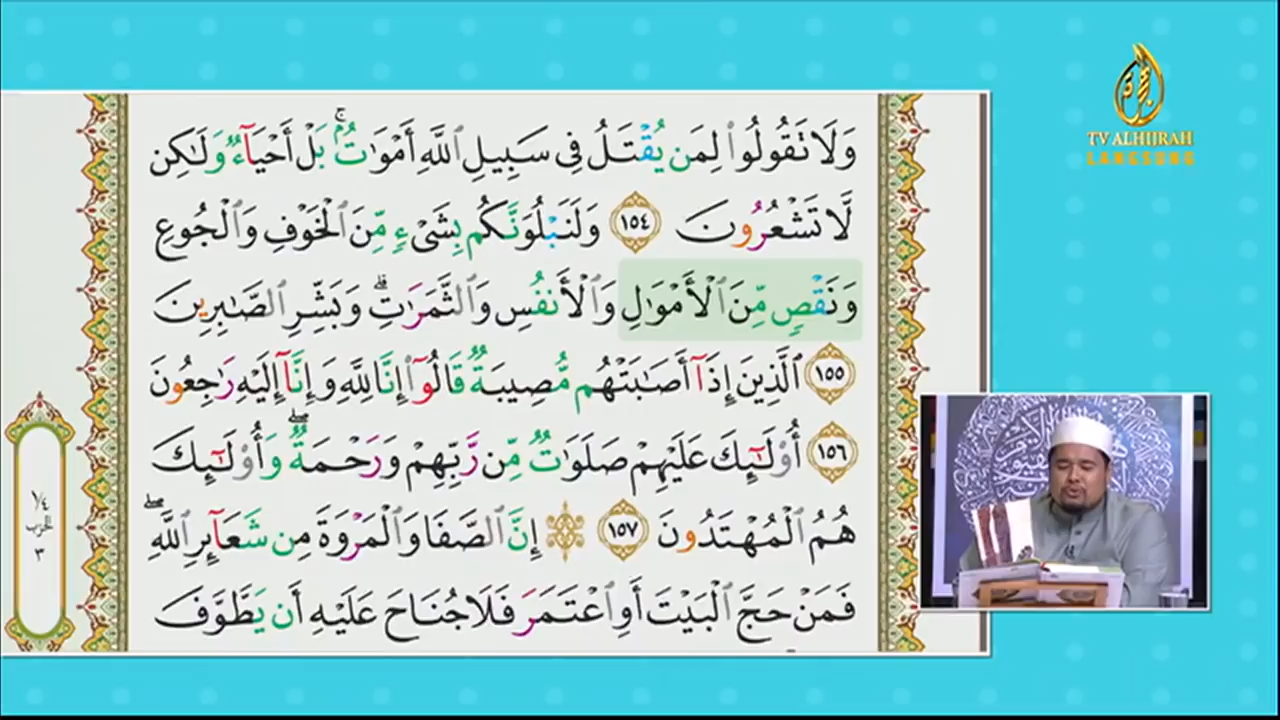 وَلَا تَقُولُوا۟ لِمَن يُقْتَلُ فِى سَبِيلِ ٱللَّهِ أَمْوَٰتٌۢ ۚ بَلْ أَحْيَآءٌ وَلَـٰكِن
لَّا تَشْعُرُونَ ١٥٤ وَلَنَبْلُوَنَّكُم بِشَىْءٍ مِّنَ ٱلْخَوْفِ وَٱلْجُوعِ
وَنَقْصٍ مِّنَ ٱلْأَمْوَٰلِ وَٱلْأَنفُسِ وَٱلثَّمَرَٰتِ ۗ وَبَشِّرِ ٱلصَّـٰبِرِينَ
١٥٥ ٱلَّذِينَ إِذَآ أَصَـٰبَتْهُم مُّصِيبَةٌ قَالُوٓا۟ إِنَّا لِلَّهِ وَإِنَّآ إِلَيْهِ رَٰجِعُونَ
١٥٦ أُو۟لَـٰٓئِكَ عَلَيْهِمْ صَلَوَٰتٌ مِّن رَّبِّهِمْ وَرَحْمَةٌ ۖ وَأُو۟لَـٰٓئِكَ
هُمُ ٱلْمُهْتَدُونَ ١٥٧ ۞ إِنَّ ٱلصَّفَا وَٱلْمَرْوَةَ مِن شَعَآئِرِ ٱللَّهِ ۖ
فَمَنْ حَجَّ ٱلْبَيْتَ أَوِ ٱعْتَمَرَ فَلَا جُنَاحَ عَلَيْهِ أَن يَطَّوَّفَ
١/٤
الحزب
٣
TV ALHIJRAH
LANGSUNG